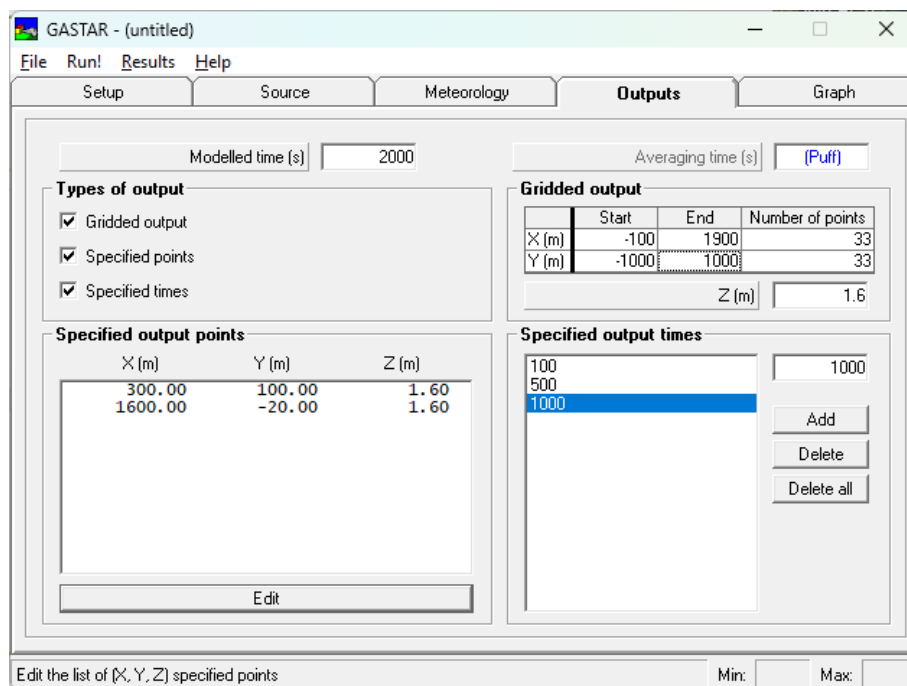 GASTAR - (untitled)
File Run! Results Help
Setup Source Meteorology Outputs Graph
Modelled time (s) 2000
Averaging time (s) (Puff)
Types of output
Gridded output
Specified points
Specified times
Gridded output
Start End Number of points
X (m) -100 1900 33
Y (m) -1000 1000 33
Z (m) 1.6
Specified output points
X (m) Y (m) Z (m)
300.00 100.00 1.60
1600.00 -20.00 1.60
Edit
Specified output times
100
500
1000
1000
Add
Delete
Delete all
Edit the list of (X, Y, Z) specified points
Min: Max: